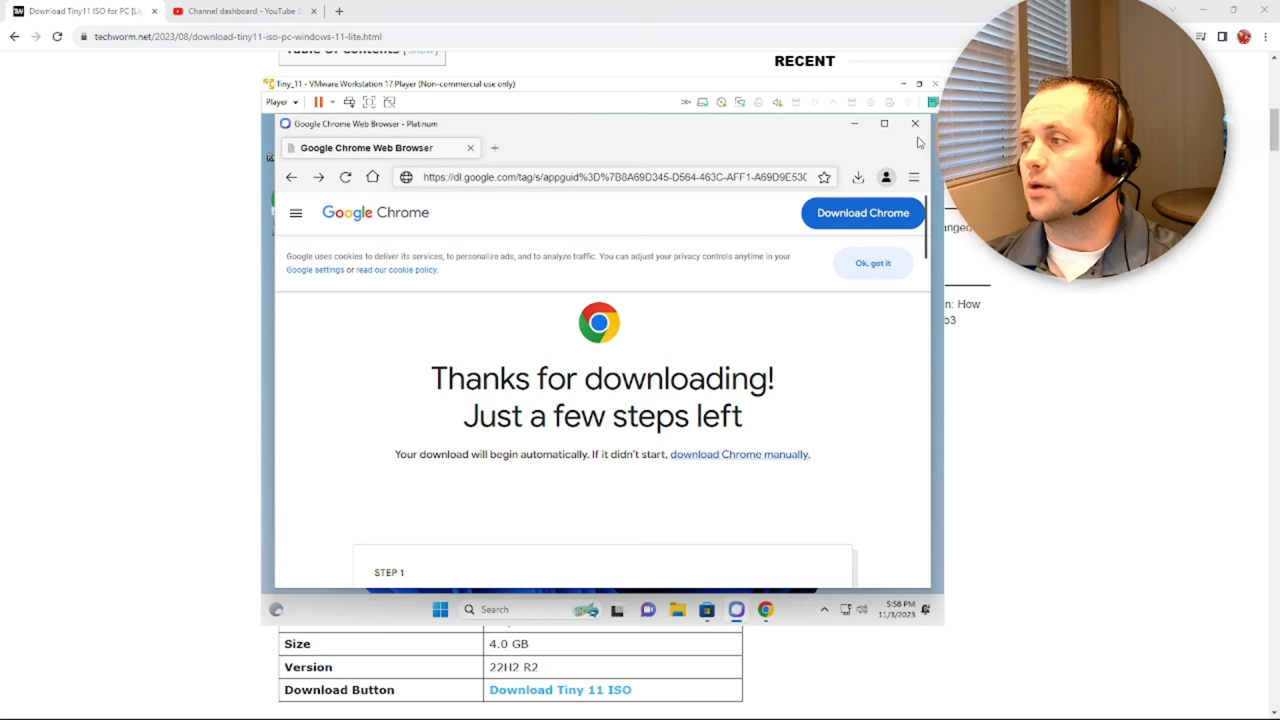 Download Tiny11 ISO for PC [Lig
Channel dashboard - YouTube S
techworm.net/2023/08/download-tiny11-iso-pc-windows-11-lite.html
RECENT
Tiny_11 - VMware Workstation 17 Player (Non-commercial use only)
Player
Google Chrome Web Browser - Platinum
Google Chrome Web Browser
https://dl.google.com/tag/s/appguid%3D%7B8A69D345-D564-463C-AFF1-A69D9E530
Google Chrome
Download Chrome
anged
Google uses cookies to deliver its services, to personalize ads, and to analyze traffic. You can adjust your privacy controls anytime in your
Google settings or read our cookie policy.
Ok, got it
n: How
b3
Thanks for downloading!
Just a few steps left
Your download will begin automatically. If it didn't start, download Chrome manually.
STEP 1
Search
5:58 PM
11/3/2023
Size
4.0 GB
Version
22H2 R2
Download Button
Download Tiny 11 ISO